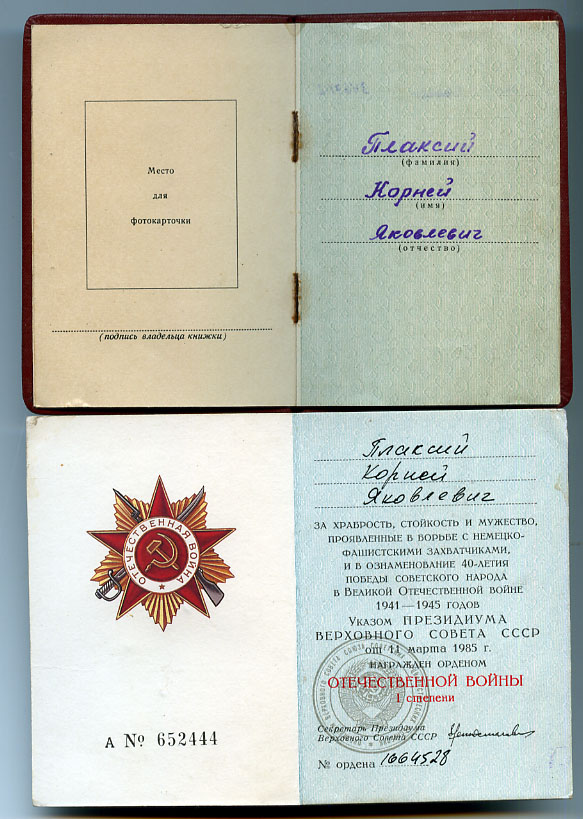 Место
для
фотокарточки
(подпись владельца книжки)
Плаксий
(фамилия)
Корней
(имя)
Яковлевич
(отчество)
ОТЕЧЕСТВЕННАЯ ВОЙНА
А № 652444
Плаксий
Корней
Яковлевич
ЗА ХРАБРОСТЬ, СТОЙКОСТЬ И МУЖЕСТВО,
ПРОЯВЛЕННЫЕ В БОРЬБЕ С НЕМЕЦКО-
ФАШИСТСКИМИ ЗАХВАТЧИКАМИ,
И В ОЗНАМЕНОВАНИЕ 40-ЛЕТИЯ
ПОБЕДЫ СОВЕТСКОГО НАРОДА
В ВЕЛИКОЙ ОТЕЧЕСТВЕННОЙ ВОЙНЕ
1941—1945 ГОДОВ
УКАЗОМ ПРЕЗИДИУМА
ВЕРХОВНОГО СОВЕТА СССР
от 11 марта 1985 г.
НАГРАЖДЕН ОРДЕНОМ
ОТЕЧЕСТВЕННОЙ ВОЙНЫ
I степени
Секретарь Президиума
Верховного Совета СССР
№ ордена 1664528